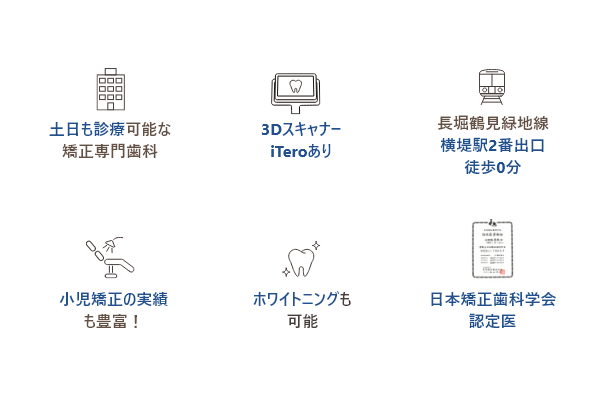 土日も診療可能な
矯正専門歯科
3Dスキャナー
iTeroあり
長堀鶴見緑地線
横堤駅2番出口
徒歩0分
小児矯正の実績
も豊富！
ホワイトニングも
可能
日本矯正歯科学会
認定医